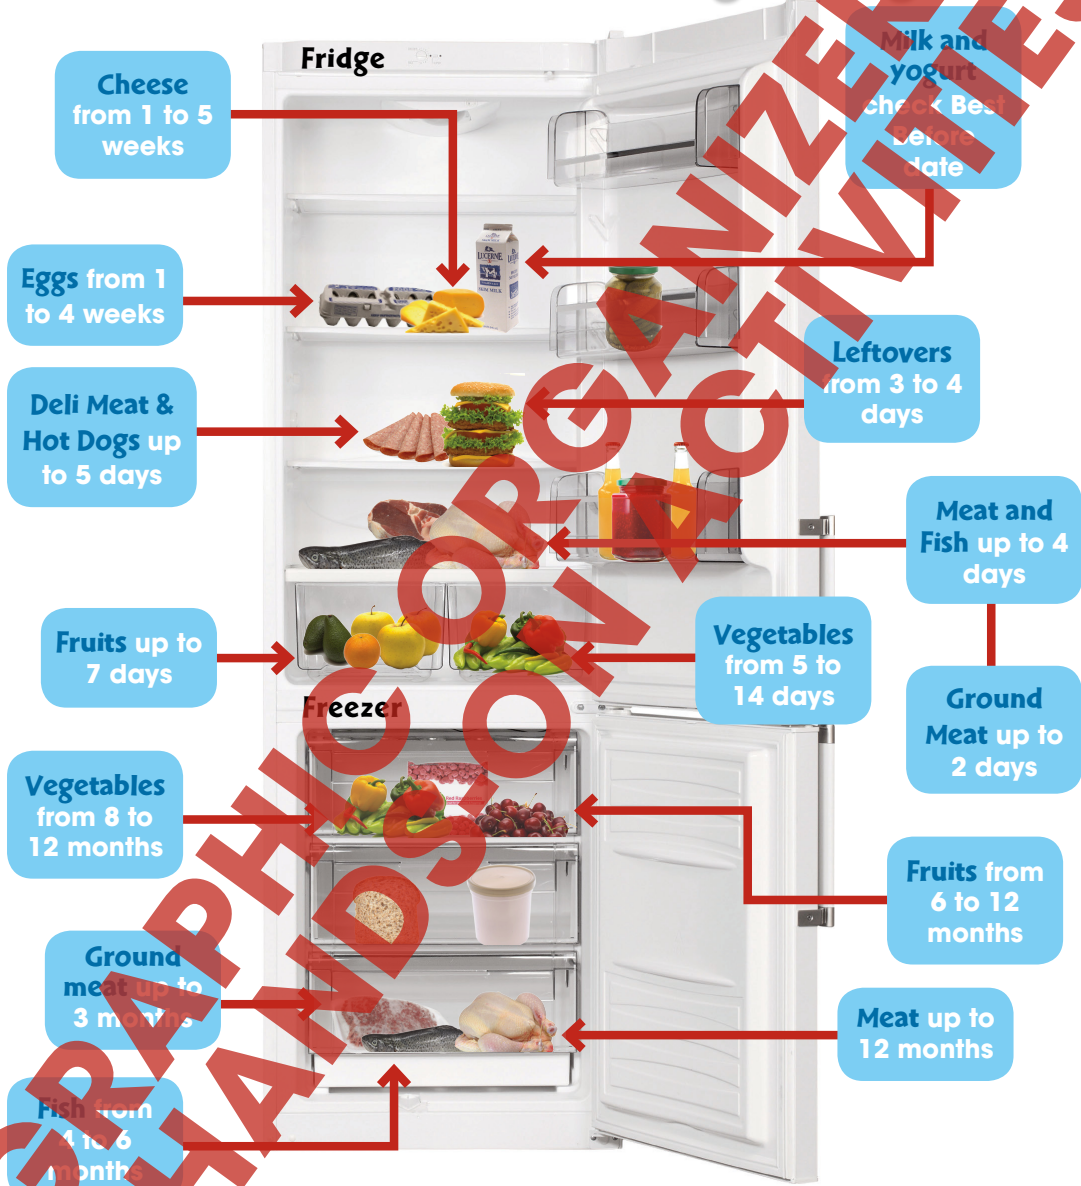 Fridge
Cheese
from 1 to 5
weeks
Milk and
yogurt
check Best
Before
date
Eggs from 1
to 4 weeks
LUCERNE
Leftovers
from 3 to 4
days
Deli Meat &
Hot Dogs up
to 5 days
Meat and
Fish up to 4
days
Fruits up to
7 days
Vegetables
from 5 to
14 days
Ground
Meat up to
2 days
Freezer
Vegetables
from 8 to
12 months
Fruits from
6 to 12
months
Ground
meat up to
3 months
Meat up to
12 months
Fish from
4 to 6
months
GRAPHIC ORGANIZER
HANDS-ON ACTIVITIES